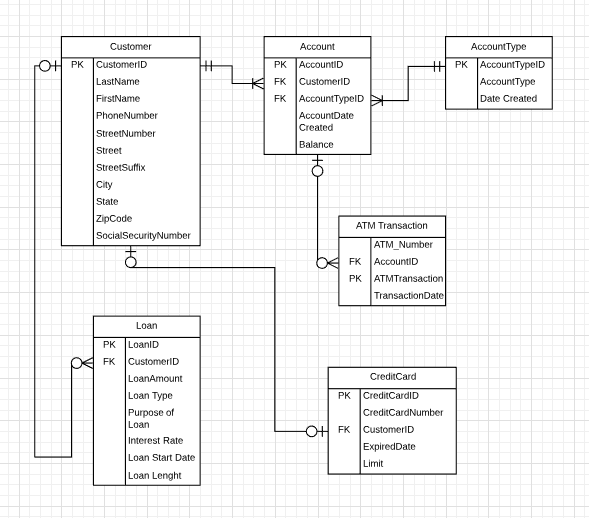 Customer
PK CustomerID
LastName
FirstName
PhoneNumber
StreetNumber
Street
StreetSuffix
City
State
ZipCode
SocialSecurityNumber
Account
PK AccountID
FK CustomerID
FK AccountTypeID
AccountDate
Created
Balance
AccountType
PK AccountTypeID
AccountType
Date Created
ATM Transaction
ATM_Number
FK AccountID
PK ATMTransaction
TransactionDate
Loan
PK LoanID
FK CustomerID
LoanAmount
Loan Type
Purpose of
Loan
Interest Rate
Loan Start Date
Loan Lenght
CreditCard
PK CreditCardID
CreditCardNumber
FK CustomerID
ExpiredDate
Limit